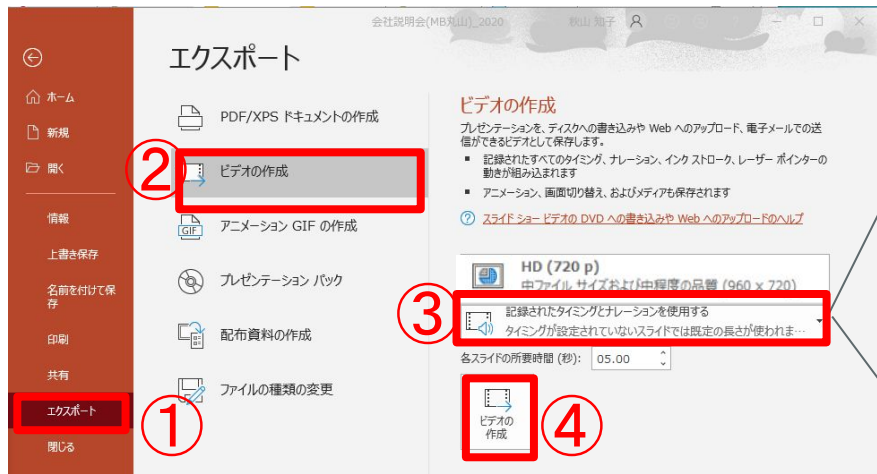 会社説明会(MB丸山)_2020 秋山 知子
エクスポート
ホーム
新規
開く
情報
上書き保存
名前を付けて保
存
印刷
共有
エクスポート
閉じる
①
PDF/XPS ドキュメントの作成
②
ビデオの作成
GIF
アニメーション GIF の作成
プレゼンテーション パック
配布資料の作成
ファイルの種類の変更
ビデオの作成
プレゼンテーションを、ディスクへの書き込みや Web へのアップロード、電子メールでの送
信ができるビデオとして保存します。
■ 記録されたすべてのタイミング、ナレーション、インク ストローク、レーザー ポインターの
動きが組み込まれます
■ アニメーション、画面切り替え、およびメディアも保存されます
? スライド ショー ビデオの DVD への書き込みや Web へのアップロードのヘルプ
HD (720 p)
中ファイル サイズおよび中程度の品質 (960 x 720)
③
記録されたタイミングとナレーションを使用する
タイミングが設定されていないスライドでは既定の長さが使われま…
各スライドの所要時間 (秒): 05.00
ビデオの
作成
④